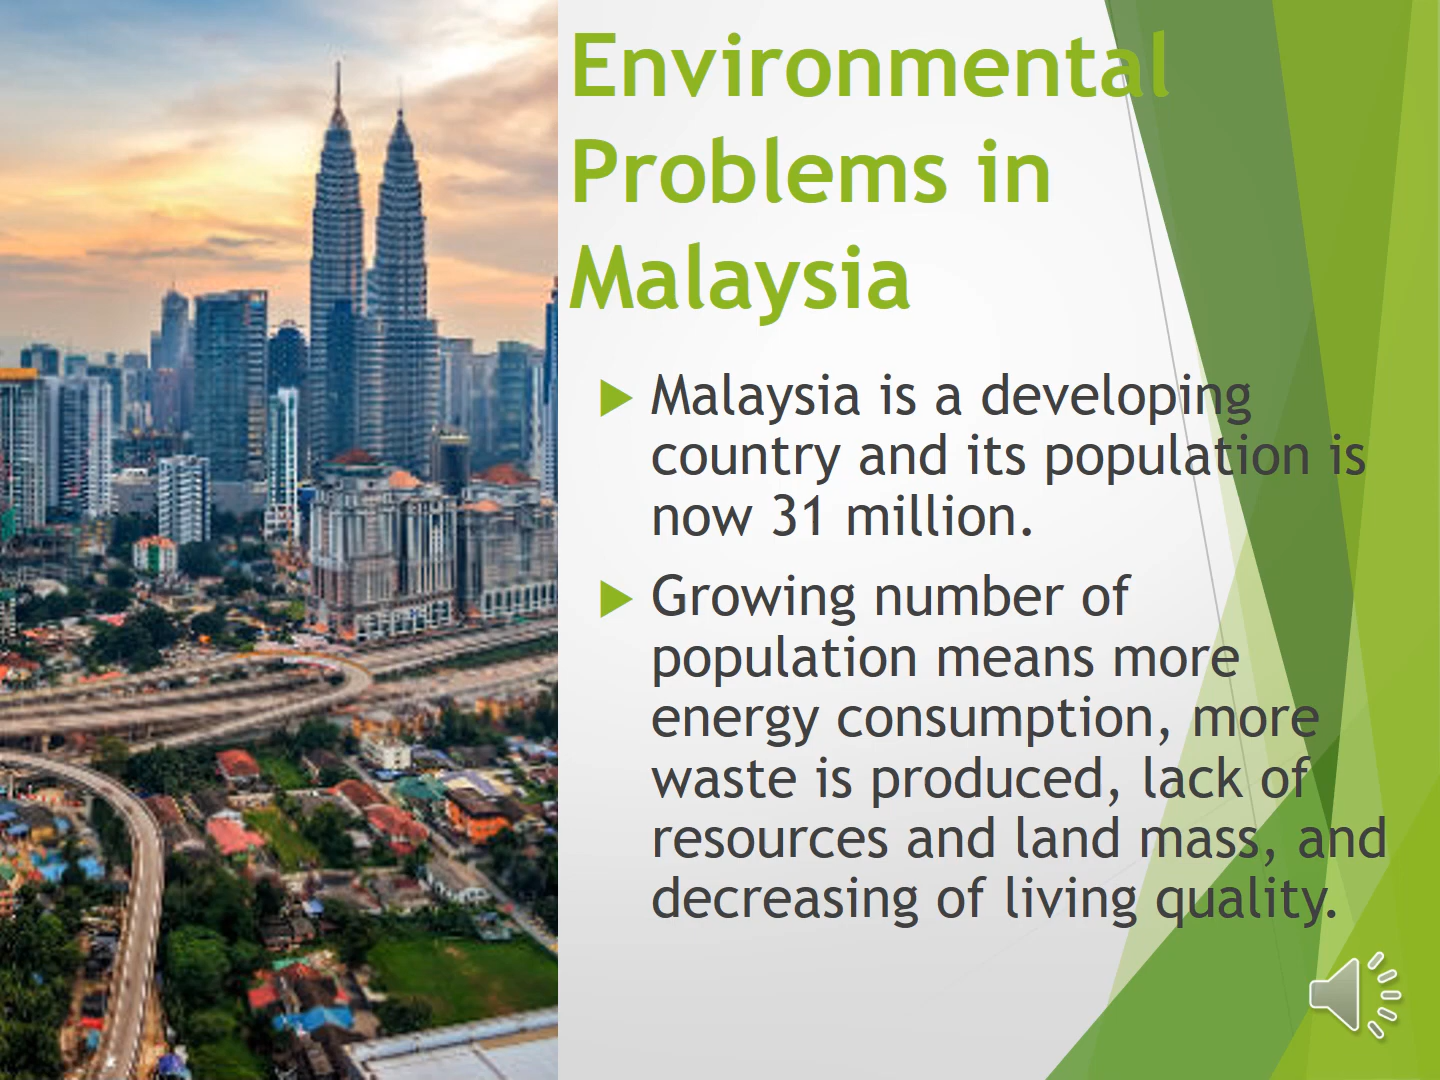 Environmental
Problems in
Malaysia
Malaysia is a developing
country and its population is
now 31 million.
Growing number of
population means more
energy consumption, more
waste is produced, lack of
resources and land mass, and
decreasing of living quality.